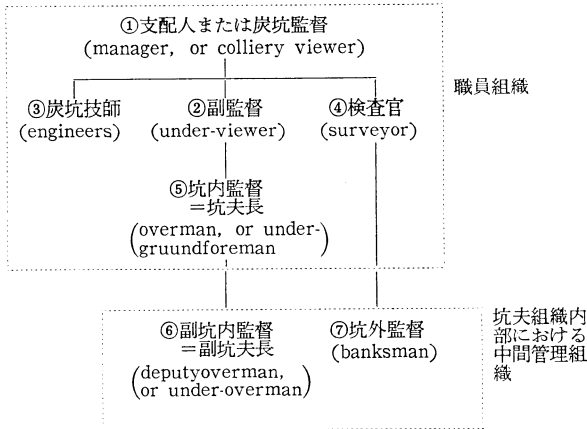 ①支配人または炭坑監督
(manager, or colliery viewer)
職員組織
③炭坑技師
(engineers)
②副監督
(under-viewer)
④検査官
(surveyor)
⑤坑内監督
=坑夫長
(overman, or under-
gruundforeman)
⑥副坑内監督
=副坑夫長
(deputyoverman,
or under-overman)
⑦坑外監督
(banksman)
坑夫組織内
部における
中間管理組
織